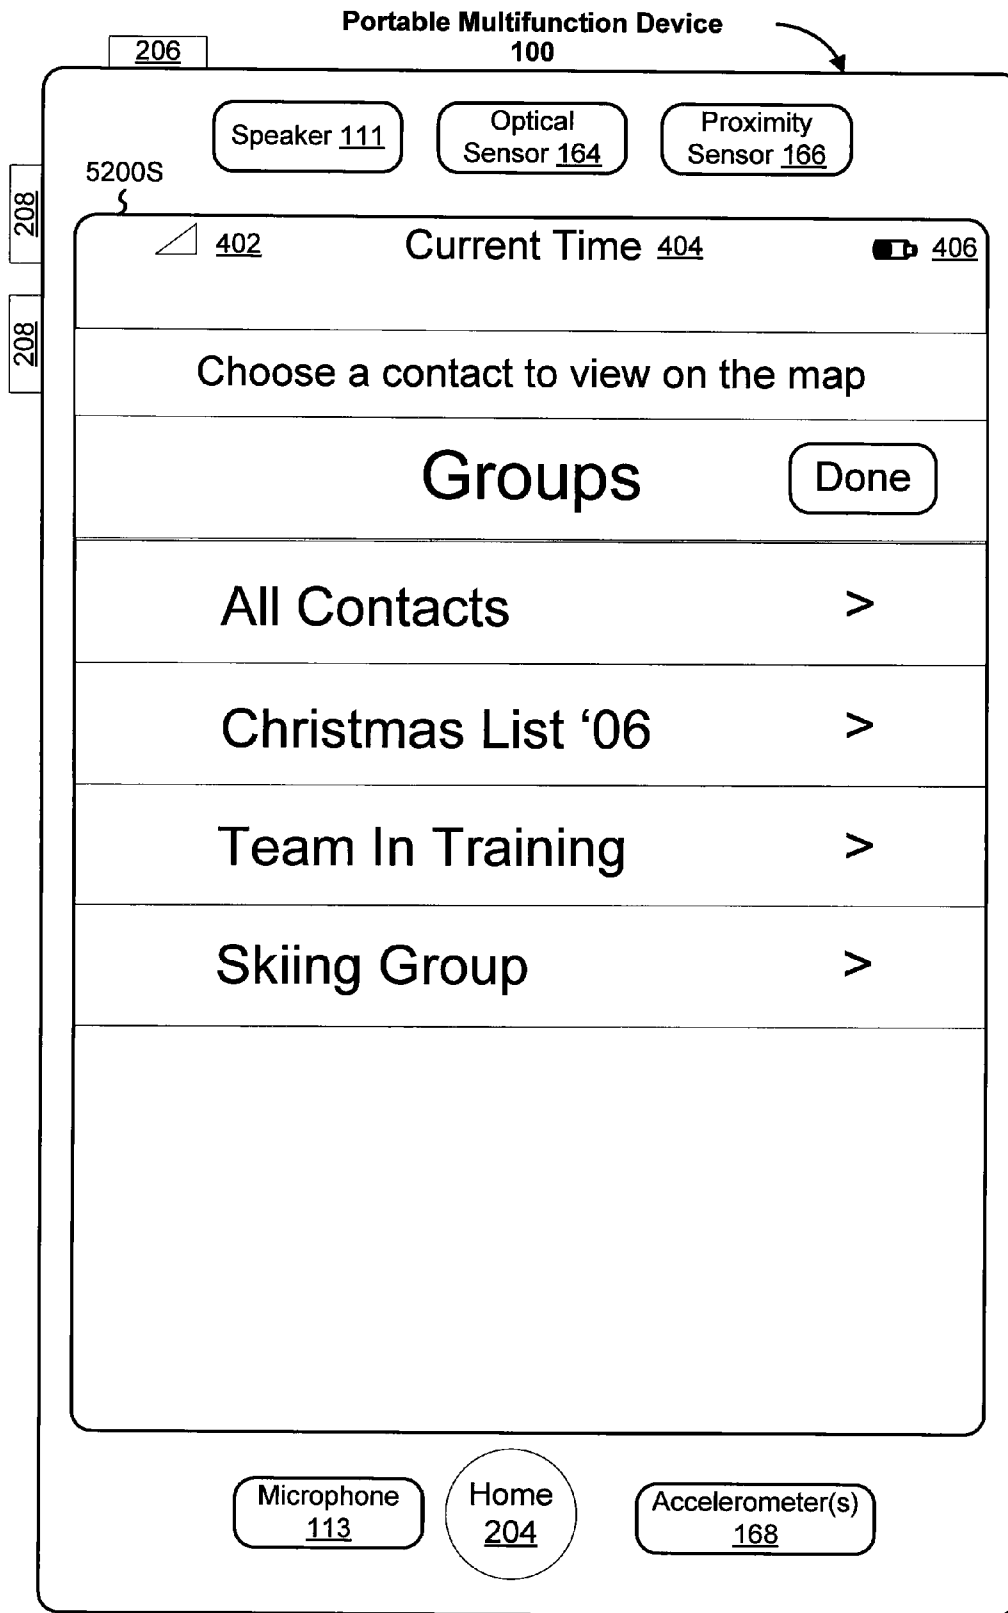 Portable Multifunction Device
100
206
Speaker 111
Optical
Sensor 164
Proximity
Sensor 166
5200S
208
208
402
Current Time 404
406
Choose a contact to view on the map
Groups
Done
All Contacts >
Christmas List ‘06 >
Team In Training >
Skiing Group >
Microphone
113
Home
204
Accelerometer(s)
168